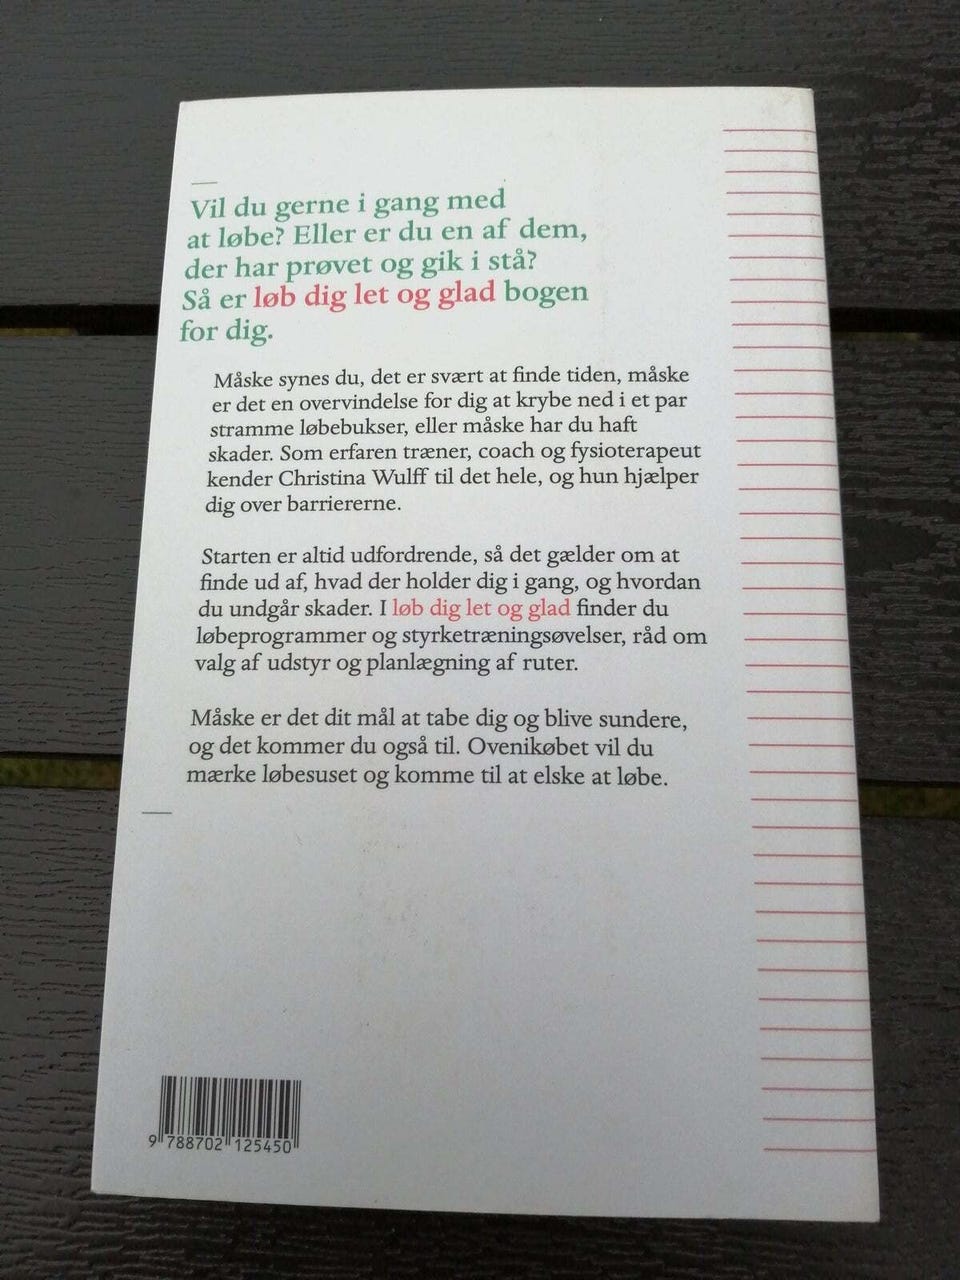 Vil du gerne i gang med
at løbe? Eller er du en af dem,
der har prøvet og gik i stå?
Så er løb dig let og glad bogen
for dig.
Måske synes du, det er svært at finde tiden, måske
er det en overvindelse for dig at krybe ned i et par
stramme løbebukser, eller måske har du haft
skader. Som erfaren træner, coach og fysioterapeut
kender Christina Wulff til det hele, og hun hjælper
dig over barriererne.
Starten er altid udfordrende, så det gælder om at
finde ud af, hvad der holder dig i gang, og hvordan
du undgår skader. I løb dig let og glad finder du
løbeprogrammer og styrketræningsøvelser, råd om
valg af udstyr og planlægning af ruter.
Måske er det dit mål at tabe dig og blive sundere,
og det kommer du også til. Ovenikøbet vil du
mærke løbesuset og komme til at elske at løbe.
9 788702 125450